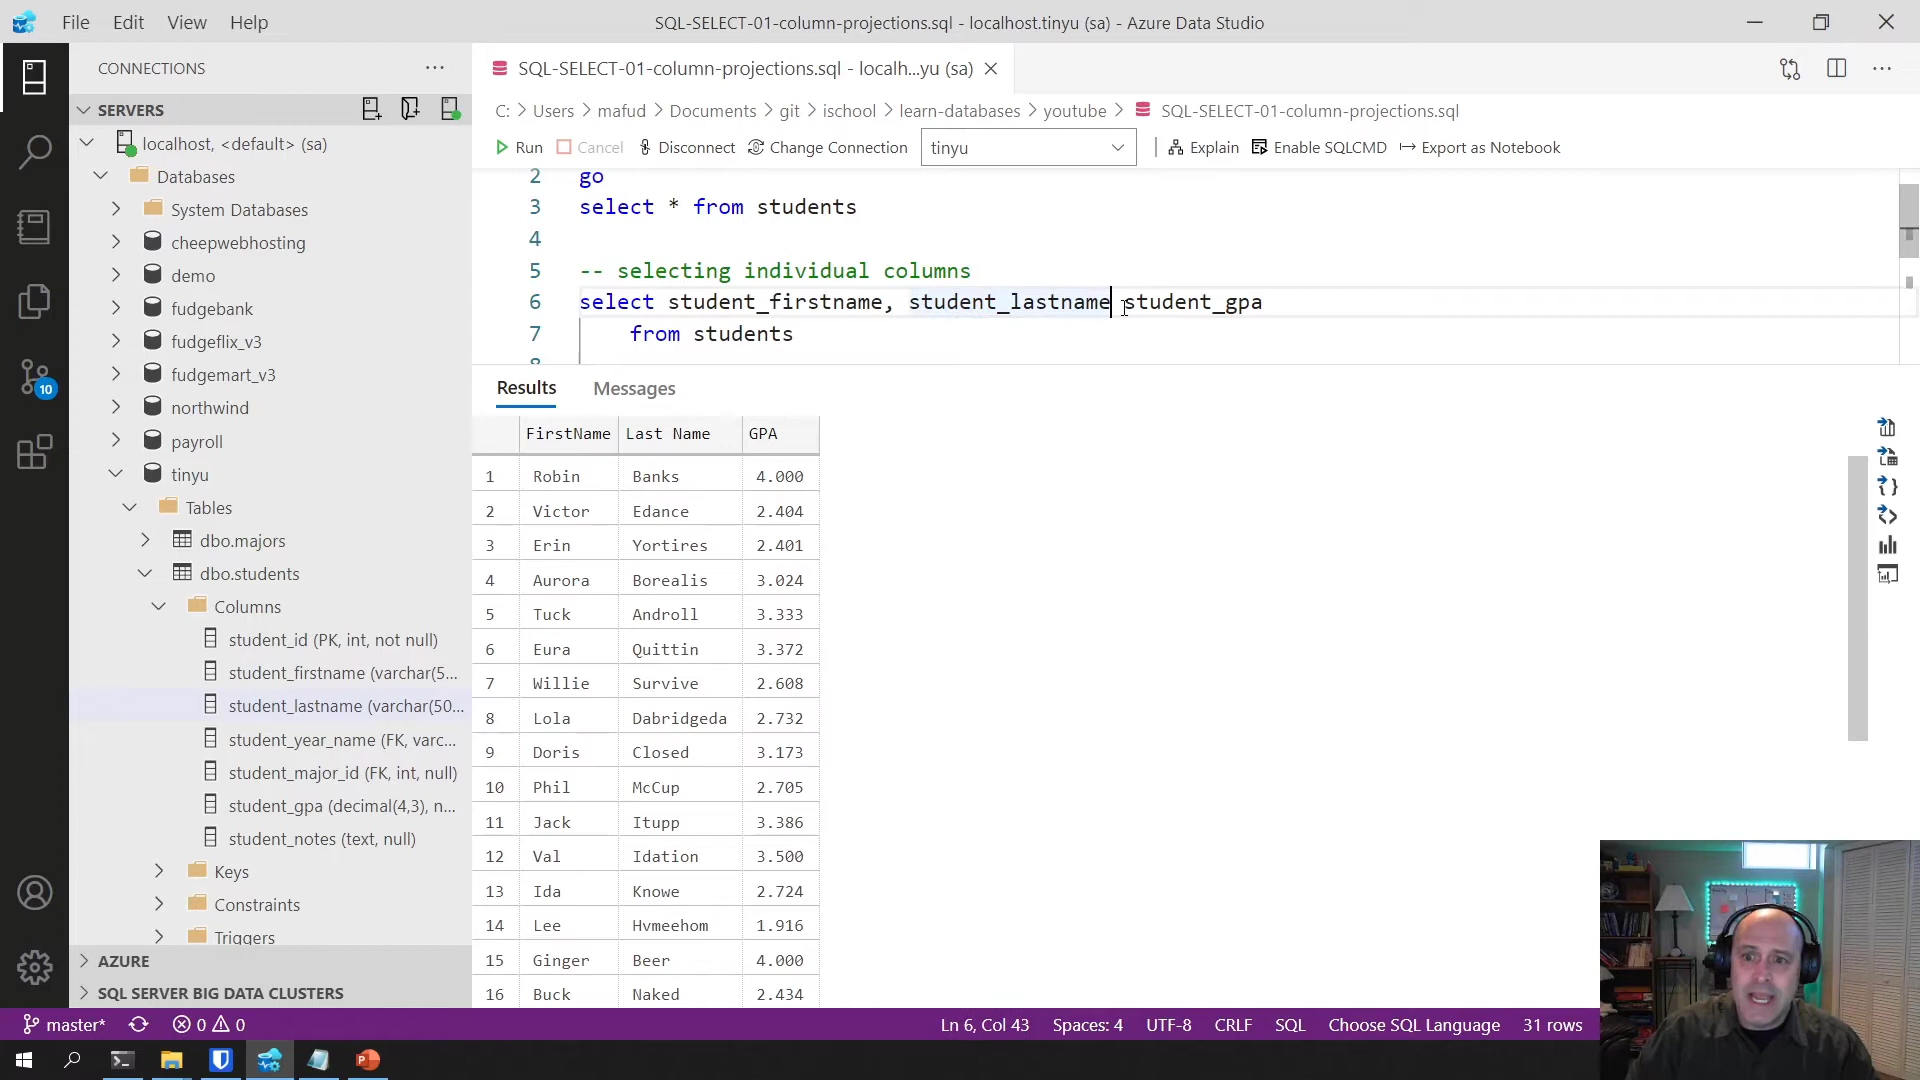 File Edit View Help
SQL-SELECT-01-column-projections.sql - localhost.tinyu (sa) - Azure Data Studio
CONNECTIONS
SERVERS
localhost, <default> (sa)
Databases
System Databases
cheepwebhosting
demo
fudgebank
fudgeflix_v3
fudgemart_v3
northwind
payroll
tinyu
Tables
dbo.majors
dbo.students
Columns
student_id (PK, int, not null)
student_firstname (varchar(5...
student_lastname (varchar(50...
student_year_name (FK, varc...
student_major_id (FK, int, null)
student_gpa (decimal(4,3), n...
student_notes (text, null)
Keys
Constraints
Triggers
AZURE
SQL SERVER BIG DATA CLUSTERS
10
SQL-SELECT-01-column-projections.sql - localh...yu (sa)
C: > Users > mafud > Documents > git > ischool > learn-databases > youtube > SQL-SELECT-01-column-projections.sql
Run Cancel Disconnect Change Connection tinyu Explain Enable SQLCMD Export as Notebook
2 go
3 select * from students
4
5 -- selecting individual columns
6 select student_firstname, student_lastname student_gpa
7 from students
8
Results Messages
FirstName Last Name GPA
1 Robin Banks 4.000
2 Victor Edance 2.404
3 Erin Yortires 2.401
4 Aurora Borealis 3.024
5 Tuck Androll 3.333
6 Eura Quittin 3.372
7 Willie Survive 2.608
8 Lola Dabridgeda 2.732
9 Doris Closed 3.173
10 Phil McCup 2.705
11 Jack Itupp 3.386
12 Val Idation 3.500
13 Ida Knowe 2.724
14 Lee Hvmeehom 1.916
15 Ginger Beer 4.000
16 Buck Naked 2.434
master* 0 0 Ln 6, Col 43 Spaces: 4 UTF-8 CRLF SQL Choose SQL Language 31 rows